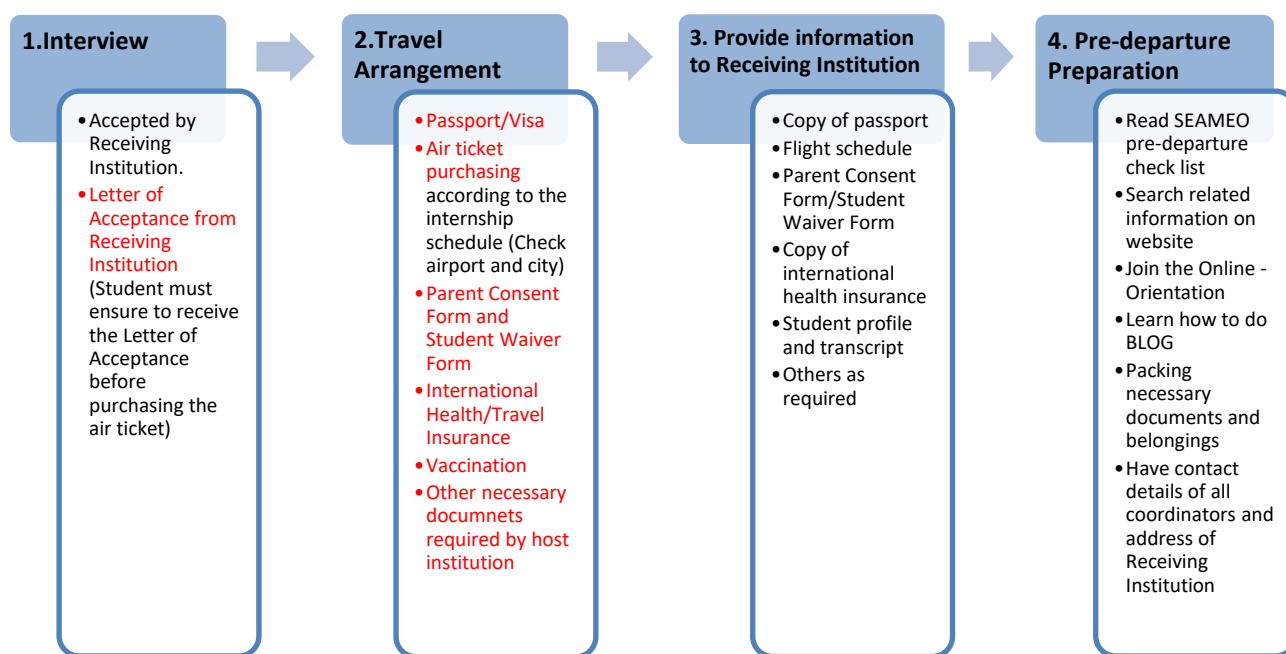 1.Interview
•Accepted by
Receiving
Institution.
•Letter of
Acceptance from
Receiving
Institution
(Student must
ensure to receive
the Letter of
Acceptance
before
purchasing the
air ticket)
2.Travel
Arrangement
•Passport/Visa
•Air ticket
purchasing
according to the
internship
schedule (Check
airport and city)
•Parent Consent
Form and
Student Waiver
Form
•International
Health/Travel
Insurance
•Vaccination
•Other necessary
documnets
required by host
institution
3. Provide information
to Receiving Institution
•Copy of passport
•Flight schedule
•Parent Consent
Form/Student
Waiver Form
•Copy of
international
health insurance
•Student profile
and transcript
•Others as
required
4. Pre-departure
Preparation
•Read SEAMEO
pre-departure
check list
•Search related
information on
website
•Join the Online -
Orientation
•Learn how to do
BLOG
•Packing
necessary
documents and
belongings
•Have contact
details of all
coordinators and
address of
Receiving
Institution